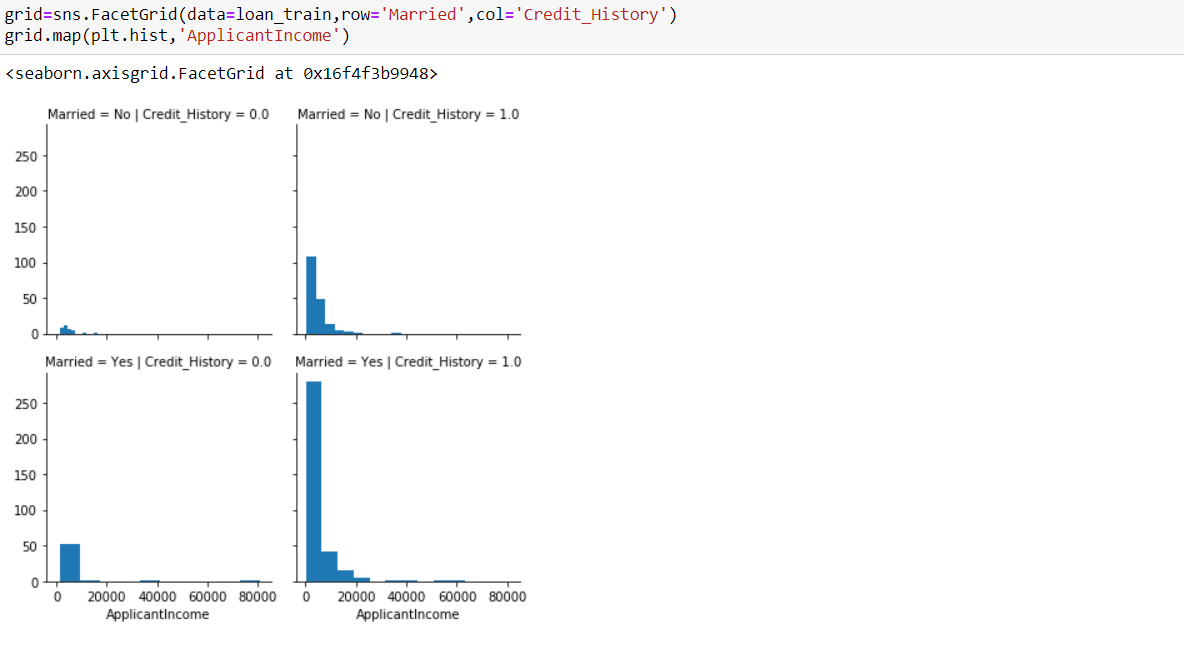 grid=sns.FacetGrid(data=loan_train,row='Married',col='Credit_History')
grid.map(plt.hist,'ApplicantIncome')
<seaborn.axisgrid.FacetGrid at 0x16f4f3b9948>
Married = No | Credit_History = 0.0
Married = No | Credit_History = 1.0
250
200
150
100
50
0
Married = Yes | Credit_History = 0.0
Married = Yes | Credit_History = 1.0
250
200
150
100
50
0
0 20000 40000 60000 80000
0 20000 40000 60000 80000
ApplicantIncome
ApplicantIncome